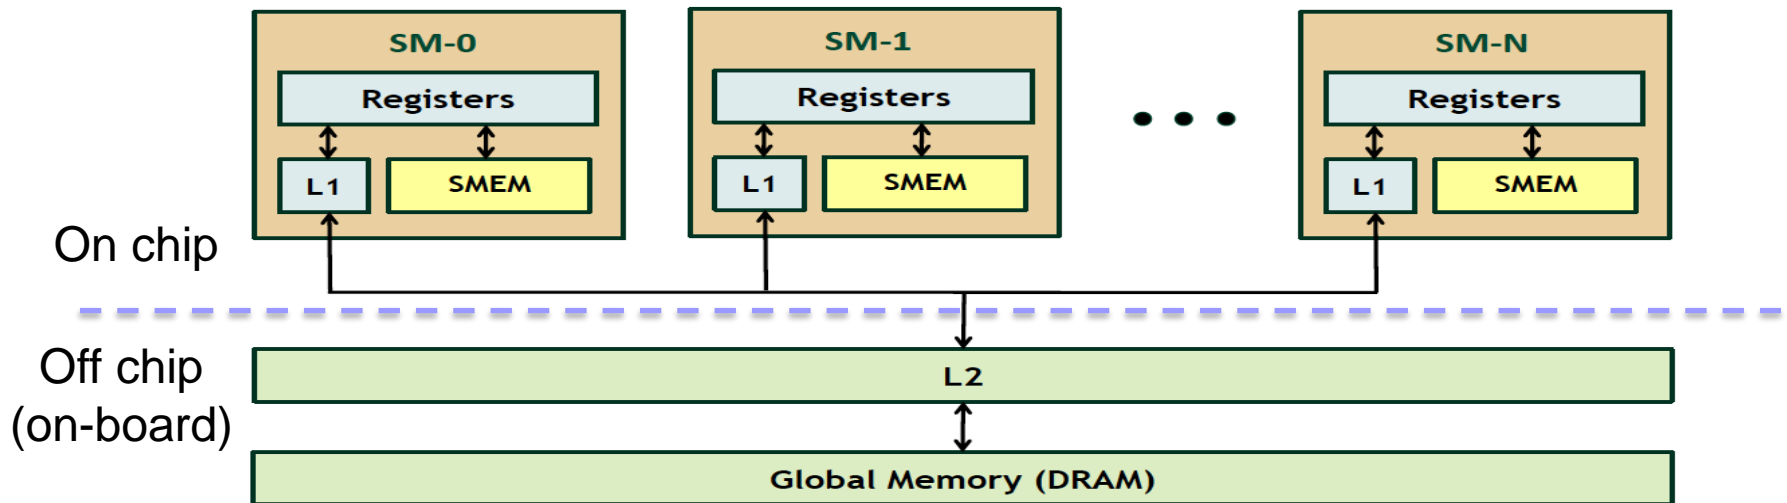 SM-0
SM-1
SM-N
Registers
Registers
Registers
L1
SMEM
L1
SMEM
L1
SMEM
On chip
Off chip
(on-board)
L2
Global Memory (DRAM)